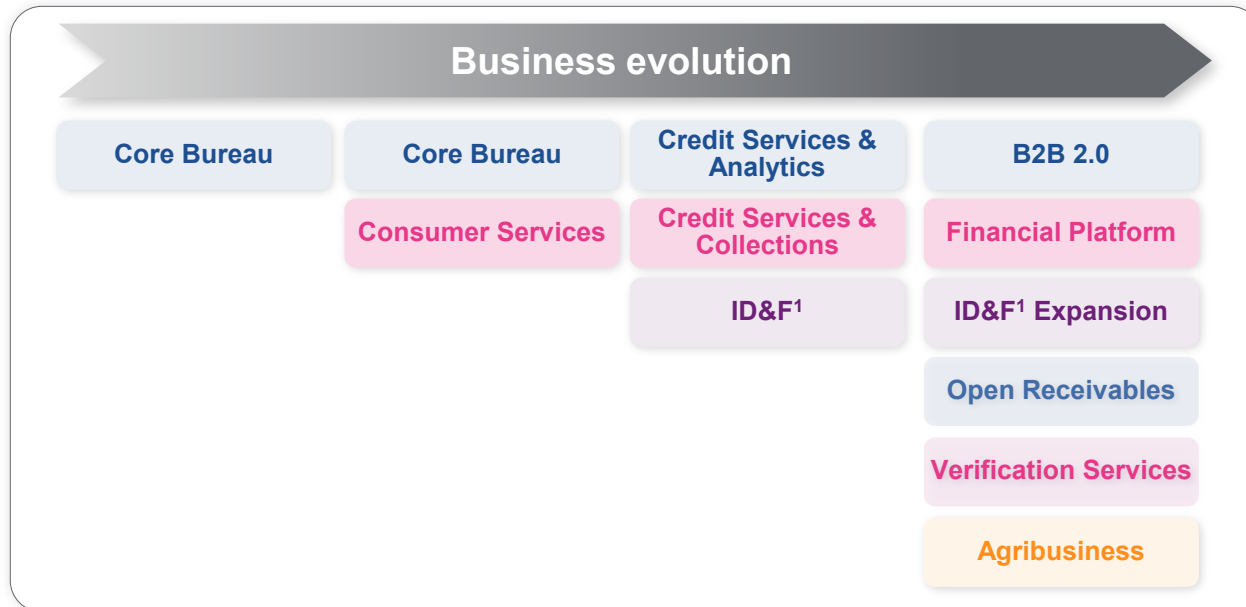 Business evolution
Core Bureau
Core Bureau
Credit Services &
Analytics
B2B 2.0
Consumer Services
Credit Services &
Collections
Financial Platform
ID&F¹
ID&F¹ Expansion
Open Receivables
Verification Services
Agribusiness